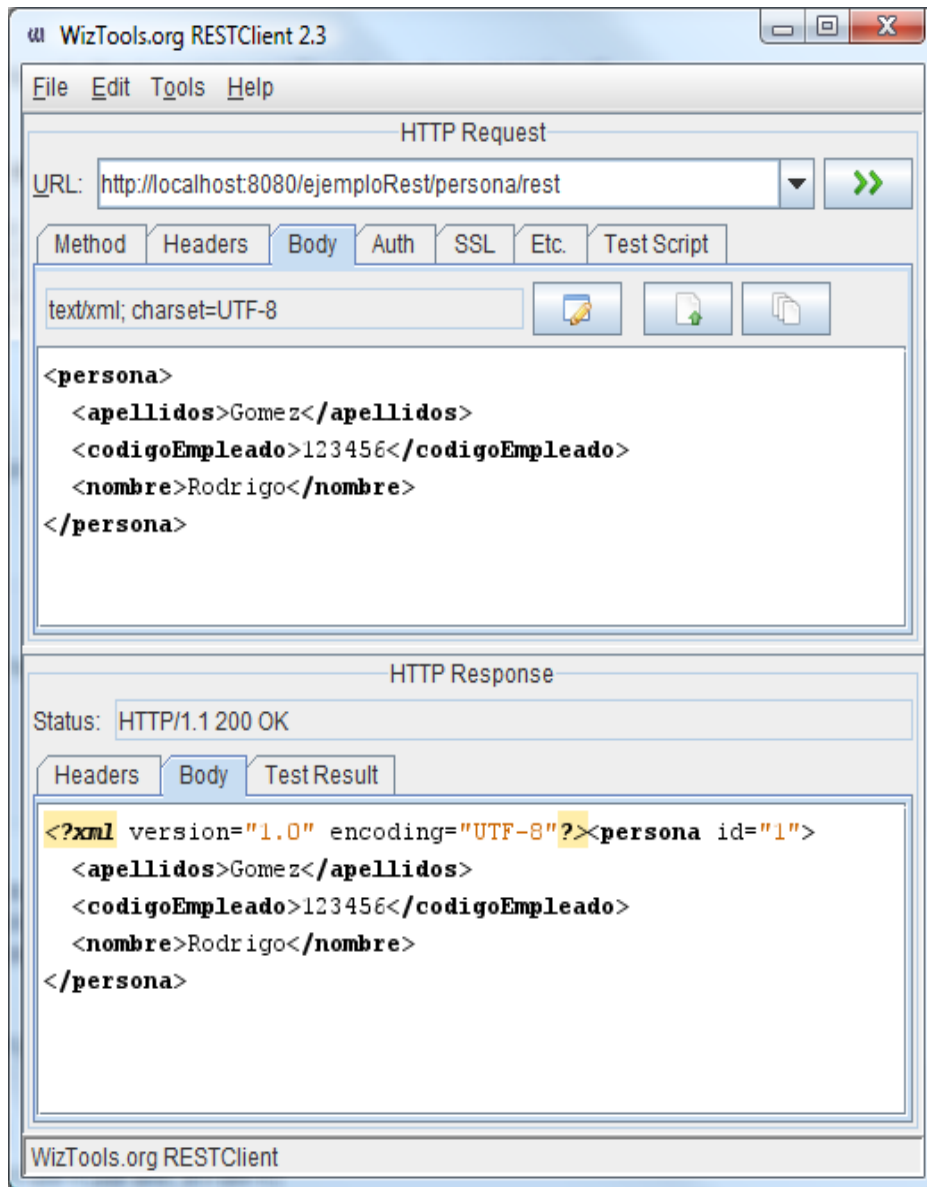 WizTools.org RESTClient 2.3
File Edit Tools Help
HTTP Request
URL: http://localhost:8080/ejemploRest/persona/rest
Method Headers Body Auth SSL Etc. Test Script
text/xml; charset=UTF-8
<persona>
<apellidos>Gomez</apellidos>
<codigoEmpleado>123456</codigoEmpleado>
<nombre>Rodrigo</nombre>
</persona>
HTTP Response
Status: HTTP/1.1 200 OK
Headers Body Test Result
<?xml version="1.0" encoding="UTF-8"?><persona id="1">
<apellidos>Gomez</apellidos>
<codigoEmpleado>123456</codigoEmpleado>
<nombre>Rodrigo</nombre>
</persona>
WizTools.org RESTClient